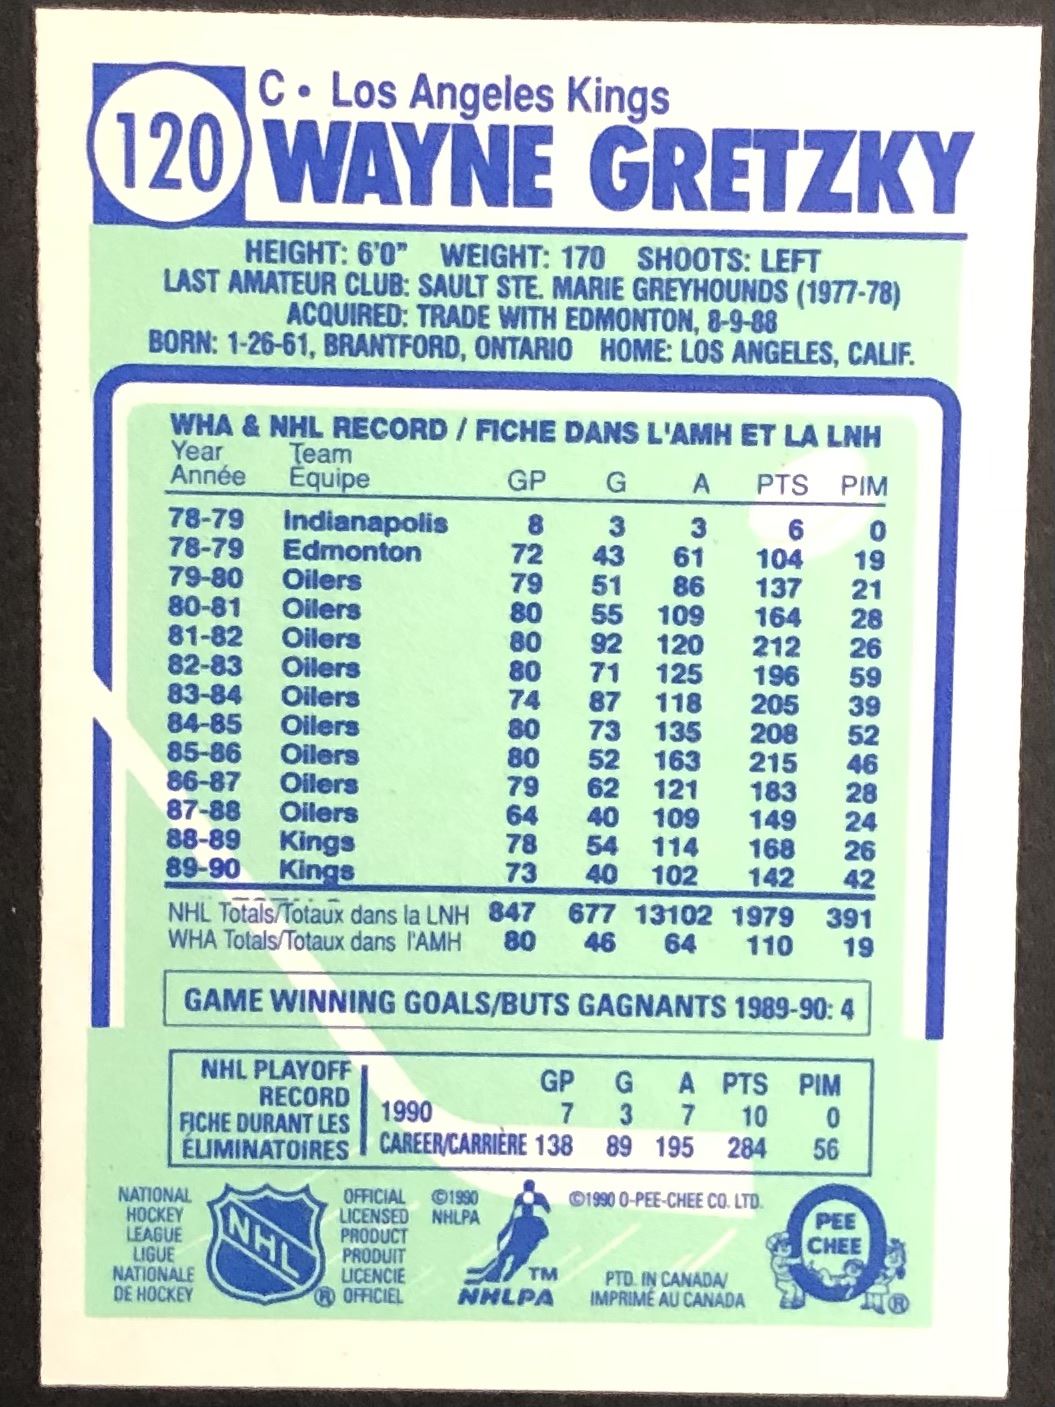 120
C • Los Angeles Kings
WAYNE GRETZKY
HEIGHT: 6'0" WEIGHT: 170 SHOOTS: LEFT
LAST AMATEUR CLUB: SAULT STE. MARIE GREYHOUNDS (1977-78)
ACQUIRED: TRADE WITH EDMONTON, 8-9-88
BORN: 1-26-61, BRANTFORD, ONTARIO HOME: LOS ANGELES, CALIF.
WHA & NHL RECORD / FICHE DANS L'AMH ET LA LNH
Year Team
Année Équipe GP G A PTS PIM
78-79 Indianapolis 8 3 3 6 0
78-79 Edmonton 72 43 61 104 19
79-80 Oilers 79 51 86 137 21
80-81 Oilers 80 55 109 164 28
81-82 Oilers 80 92 120 212 26
82-83 Oilers 80 71 125 196 59
83-84 Oilers 74 87 118 205 39
84-85 Oilers 80 73 135 208 52
85-86 Oilers 80 52 163 215 46
86-87 Oilers 79 62 121 183 28
87-88 Oilers 64 40 109 149 24
88-89 Kings 78 54 114 168 26
89-90 Kings 73 40 102 142 42
NHL Totals/Totaux dans la LNH 847 677 13102 1979 391
WHA Totals/Totaux dans l'AMH 80 46 64 110 19
GAME WINNING GOALS/BUTS GAGNANTS 1989-90: 4
NHL PLAYOFF
RECORD
FICHE DURANT LES
ÉLIMINATOIRES
GP G A PTS PIM
1990 7 3 7 10 0
CAREER/CARRIÈRE 138 89 195 284 56
NATIONAL
HOCKEY
LEAGUE
LIGUE
NATIONALE
DE HOCKEY
NHL
®
OFFICIAL
LICENSED
PRODUCT
PRODUIT
LICENCIE
OFFICIEL
©1990
NHLPA
TM
NHLPA
©1990 O-PEE-CHEE CO. LTD.
PTD. IN CANADA/
IMPRIMÉ AU CANADA
O
PEE
CHEE
®